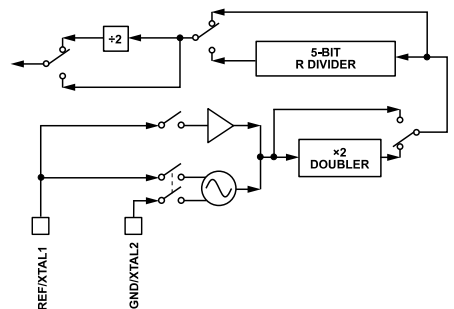 ÷2
5-BIT
R DIVIDER
×2
DOUBLER
REF/XTAL1
GND/XTAL2